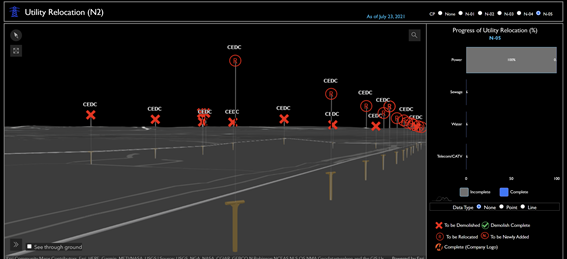 Utility Relocation (N2)
As of July 23, 2021
CP None N-01 N-02 N-03 N-04 N-05
Progress of Utility Relocation (%)
N-05
Power
100%
0
Sewage
Water
Telecom/CATV
0 50 100
Incomplete Complete
Data Type None Point Line
To be Demolished Demolish Complete
To be Relocated To be Newly Added
Complete (Company Logo)
CEDC
CEDC
CEDC
CEDC
CEDC
CEDC
CEDC
CEDC
CEDC
CEDC
CEDC
See through ground